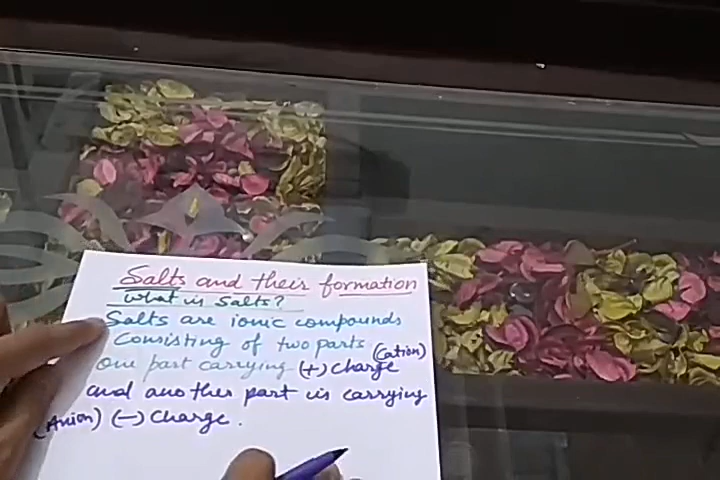 Salts and their formation
What is Salts?
Salts are ionic compounds
Consisting of two parts
one part carrying (+) charge (Cation)
and another part is carrying
(Anion) (-) Charge.